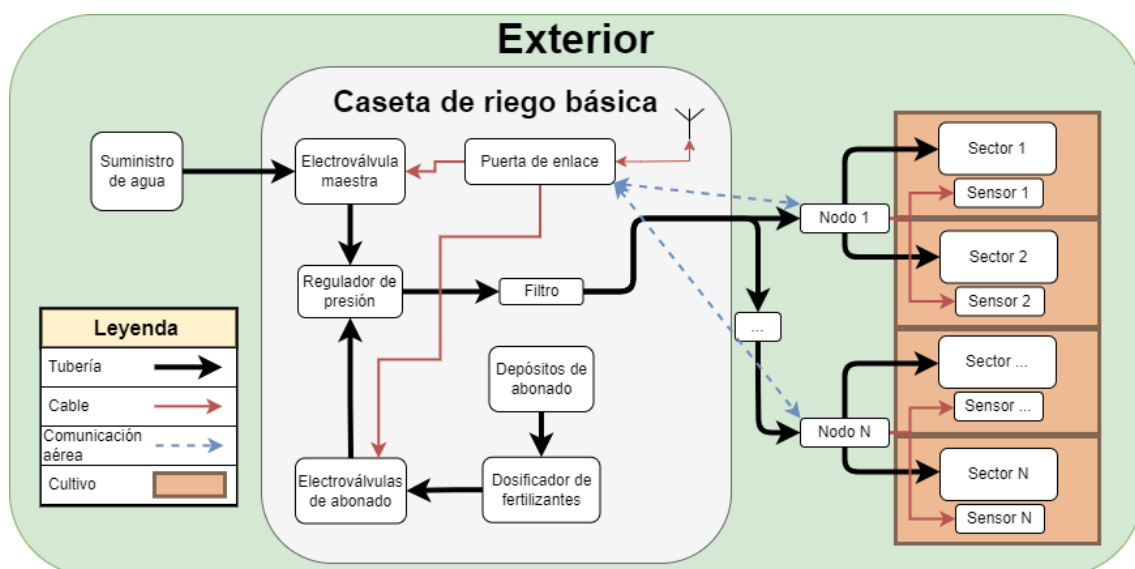 Exterior
Caseta de riego básica
Suministro
de agua
Electroválvula
maestra
Puerta de enlace
Regulador de
presión
Filtro
Depósitos de
abonado
Dosificador de
fertilizantes
Electroválvulas
de abonado
...
Nodo 1
Nodo N
Sector 1
Sensor 1
Sector 2
Sensor 2
Sector ...
Sensor ...
Sector N
Sensor N
Leyenda
Tubería
Cable
Comunicación
aérea
Cultivo